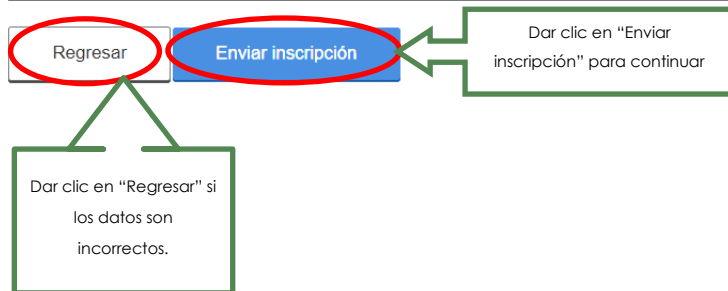 Regresar
Enviar inscripción
Dar clic en “Enviar
inscripción” para continuar
Dar clic en “Regresar” si
los datos son
incorrectos.